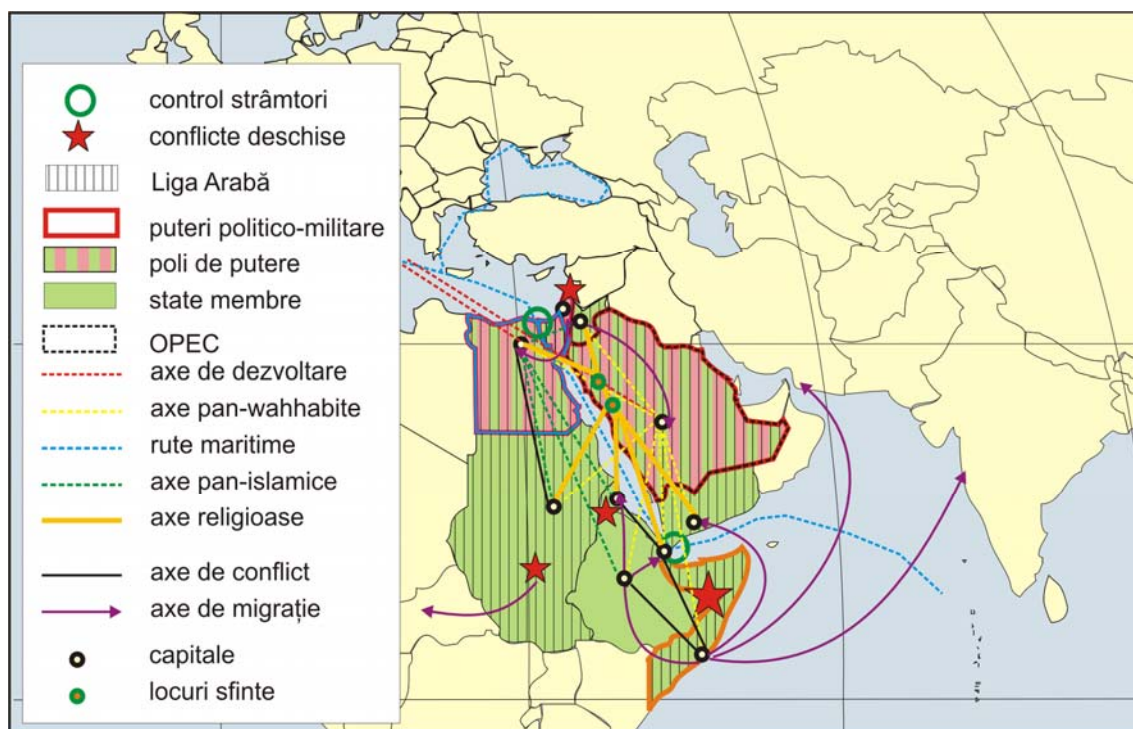 control strâmtori
conflicte deschise
Liga Arabă
puteri politico-militare
poli de putere
state membre
OPEC
axe de dezvoltare
axe pan-wahhabite
rute maritime
axe pan-islamice
axe religioase
axe de conflict
axe de migrație
capitale
locuri sfinte